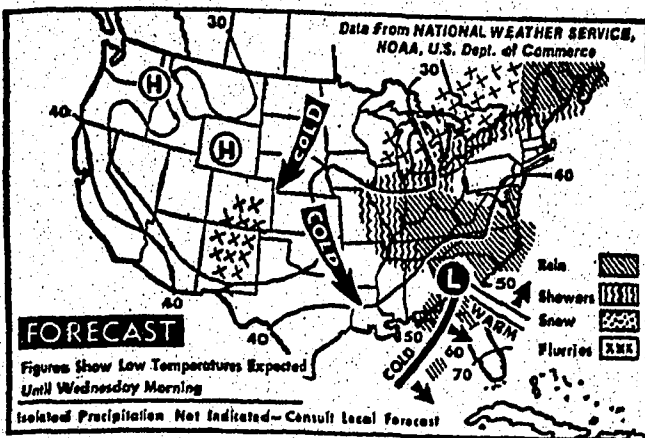 Data From NATIONAL WEATHER SERVICE,
NOAA, U.S. Dept. of Commerce
30
30
H
40
H
COLD
40
COLD
L
50
Rain
Showers
Snow
Flurries
WARM
50
60
70
COLD
40
40
FORECAST
Figures Show Low Temperatures Expected
Until Wednesday Morning
Isolated Precipitation Not Indicated—Consult Local Forecast